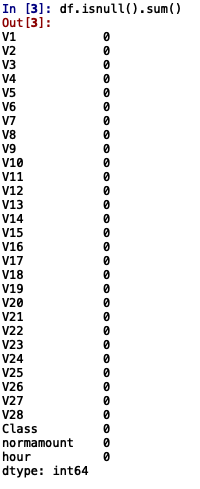 In [3]: df.isnull().sum()
Out[3]:
V1 0
V2 0
V3 0
V4 0
V5 0
V6 0
V7 0
V8 0
V9 0
V10 0
V11 0
V12 0
V13 0
V14 0
V15 0
V16 0
V17 0
V18 0
V19 0
V20 0
V21 0
V22 0
V23 0
V24 0
V25 0
V26 0
V27 0
V28 0
Class 0
normamount 0
hour 0
dtype: int64